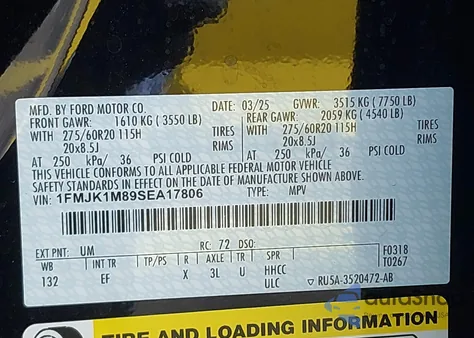 MFD. BY FORD MOTOR CO. DATE: 03/25 GVWR: 3515 KG ( 7750 LB)
FRONT GAWR: 1610 KG ( 3550 LB) REAR GAWR: 2059 KG ( 4540 LB)
WITH 275/60R20 115H TIRES WITH 275/60R20 115H TIRES
20x8.5J RIMS 20x8.5J RIMS
AT 250 kPa/ 36 PSI COLD AT 250 kPa/ 36 PSI COLD
THIS VEHICLE CONFORMS TO ALL APPLICABLE FEDERAL MOTOR VEHICLE
SAFETY STANDARDS IN EFFECT ON THE DATE OF MANUFACTURE SHOWN ABOVE.
VIN: 1FMJK1M89SEA17806 TYPE: MPV
EXT PNT: UM RC: 72 DSO:
WB INT TR TP/PS R AXLE TR SPR F0318
132 EF X 3L U HHCC T0267
ULC ▽ RU5A-3520472-AB
TIRE AND LOADING INFORMATION